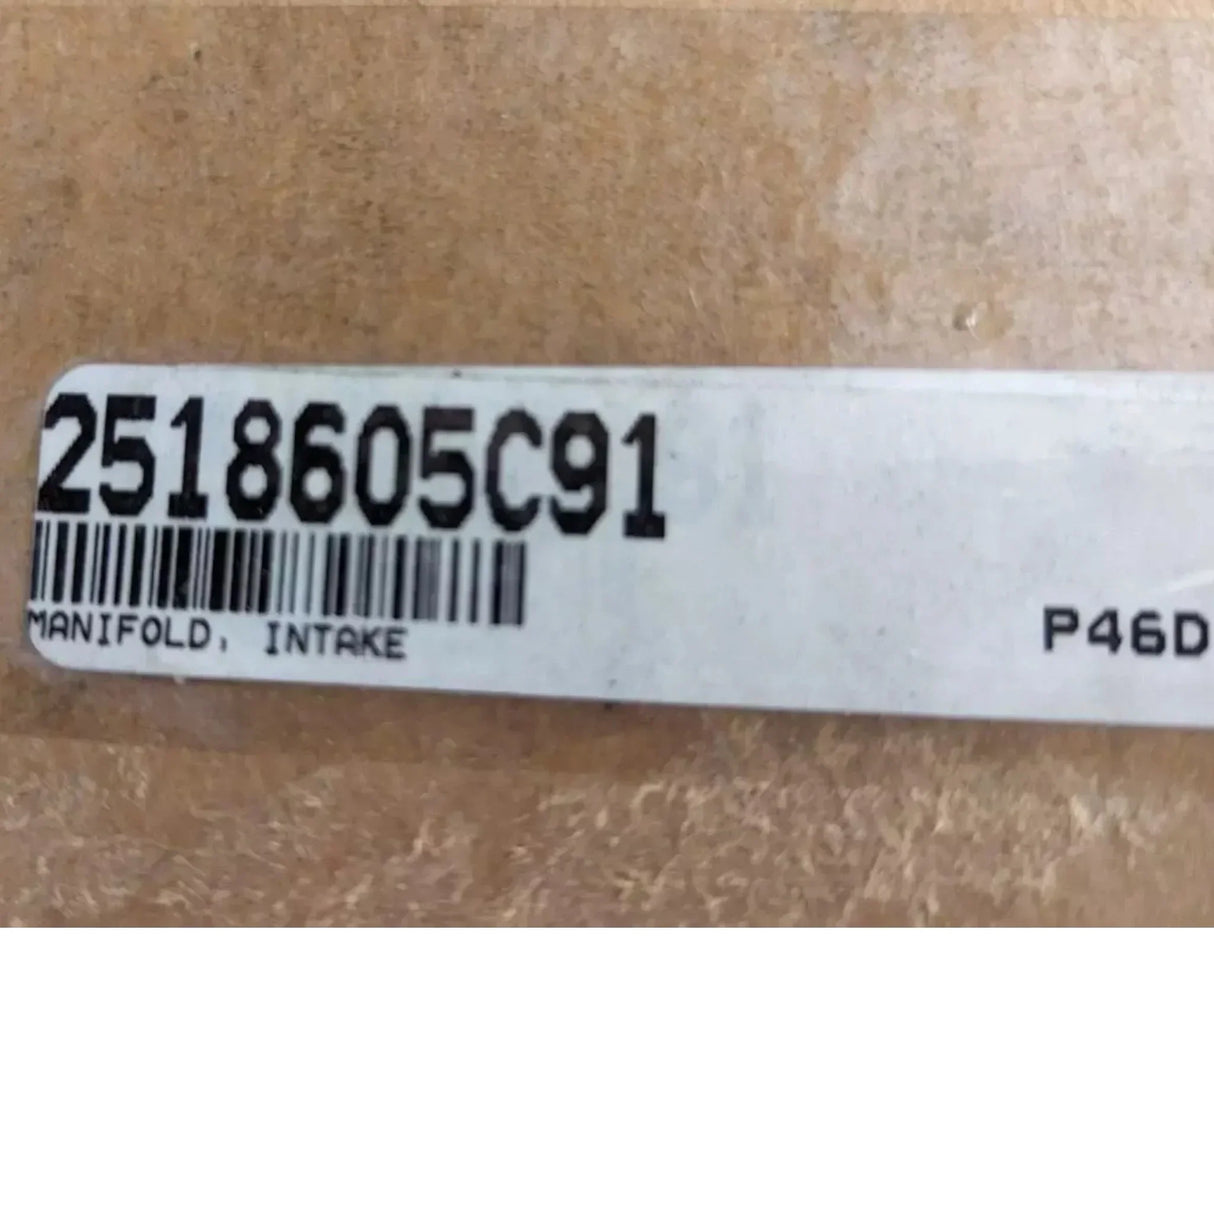 2518605C91
MANIFOLD, INTAKE
P46D